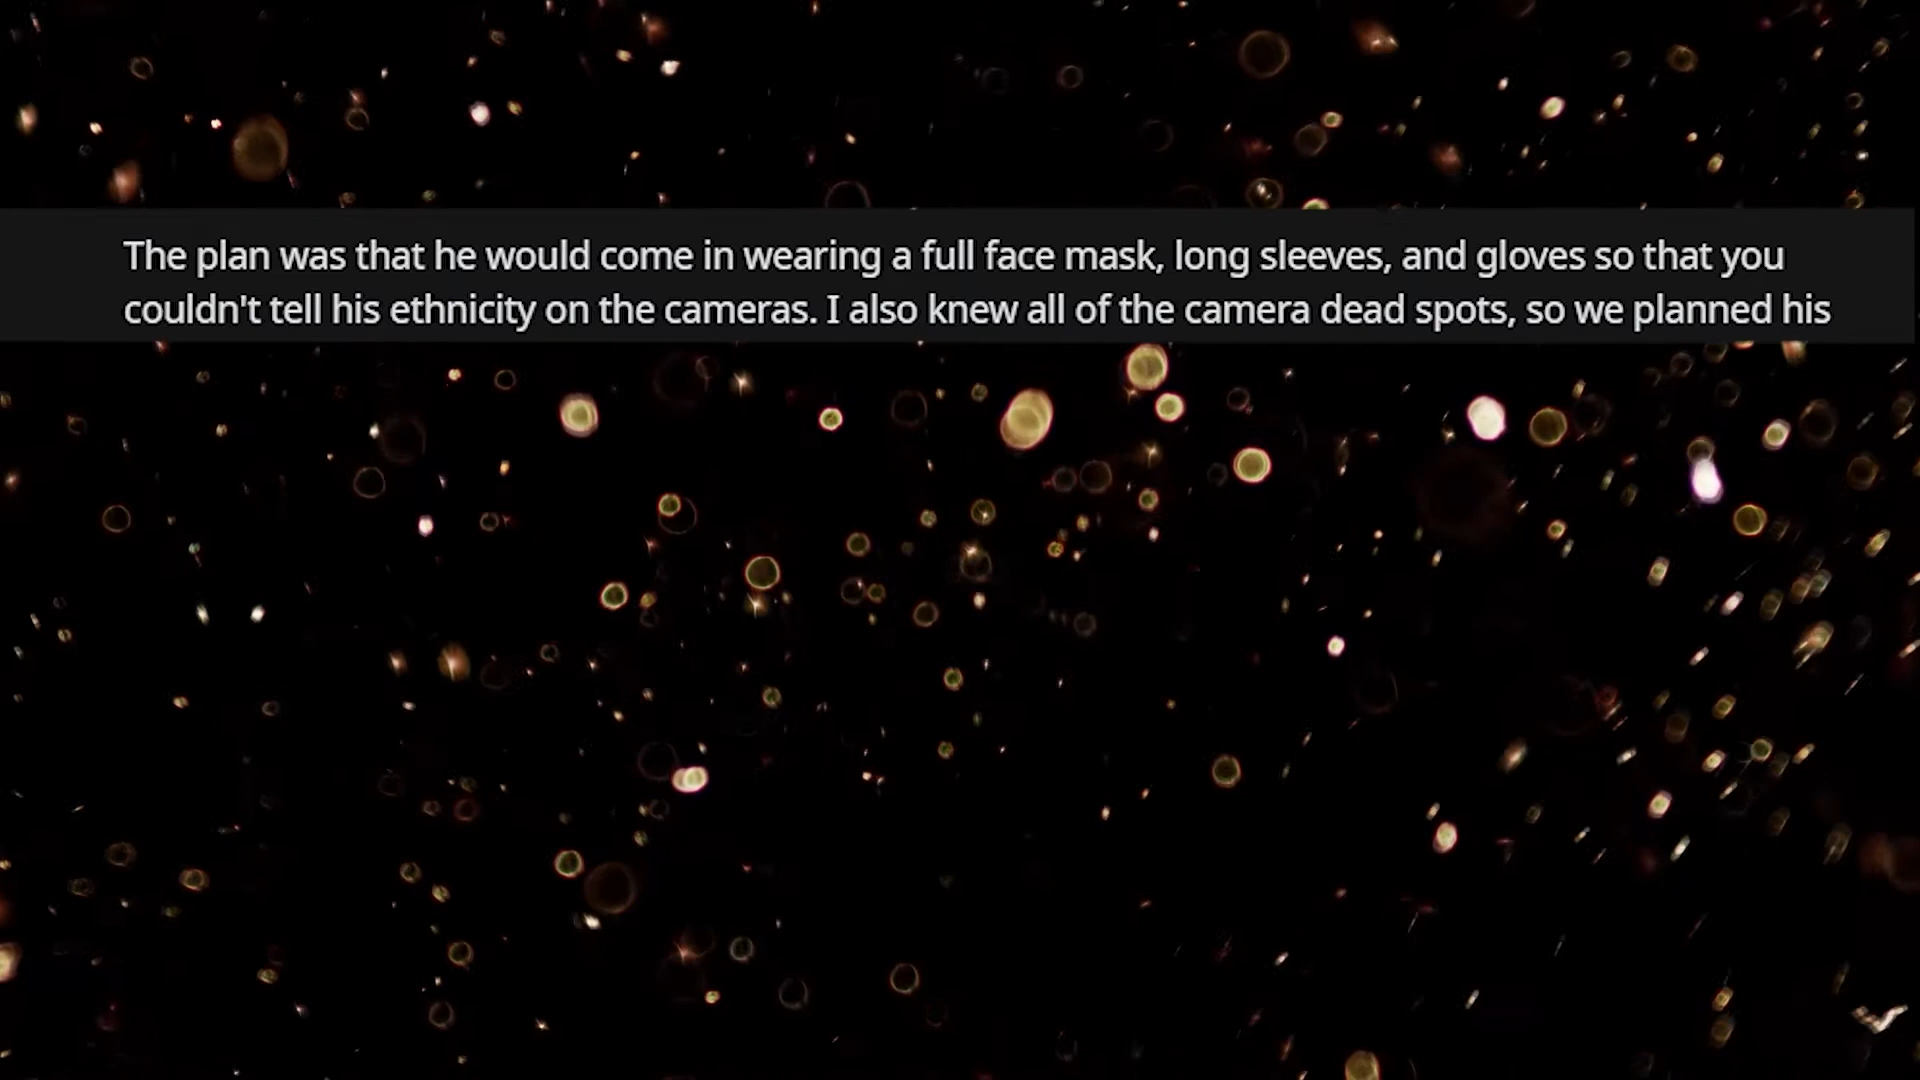 The plan was that he would come in wearing a full face mask, long sleeves, and gloves so that you
couldn't tell his ethnicity on the cameras. I also knew all of the camera dead spots, so we planned his